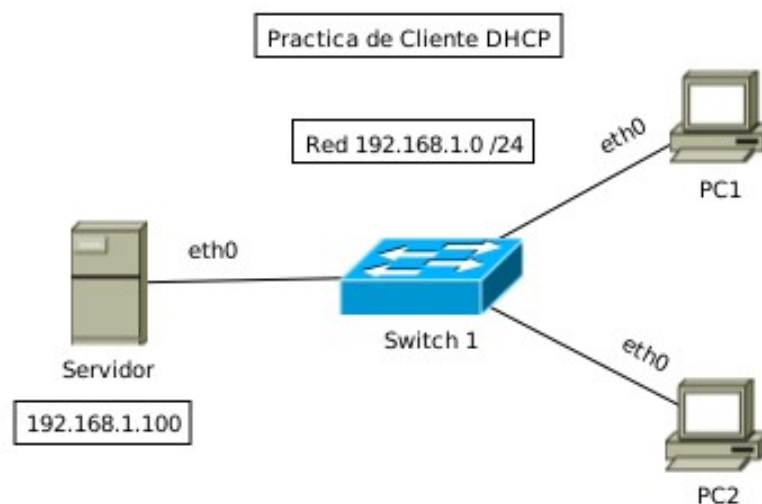 Practica de Cliente DHCP
Red 192.168.1.0 /24
eth0
PC1
eth0
Switch 1
Servidor
eth0
192.168.1.100
PC2